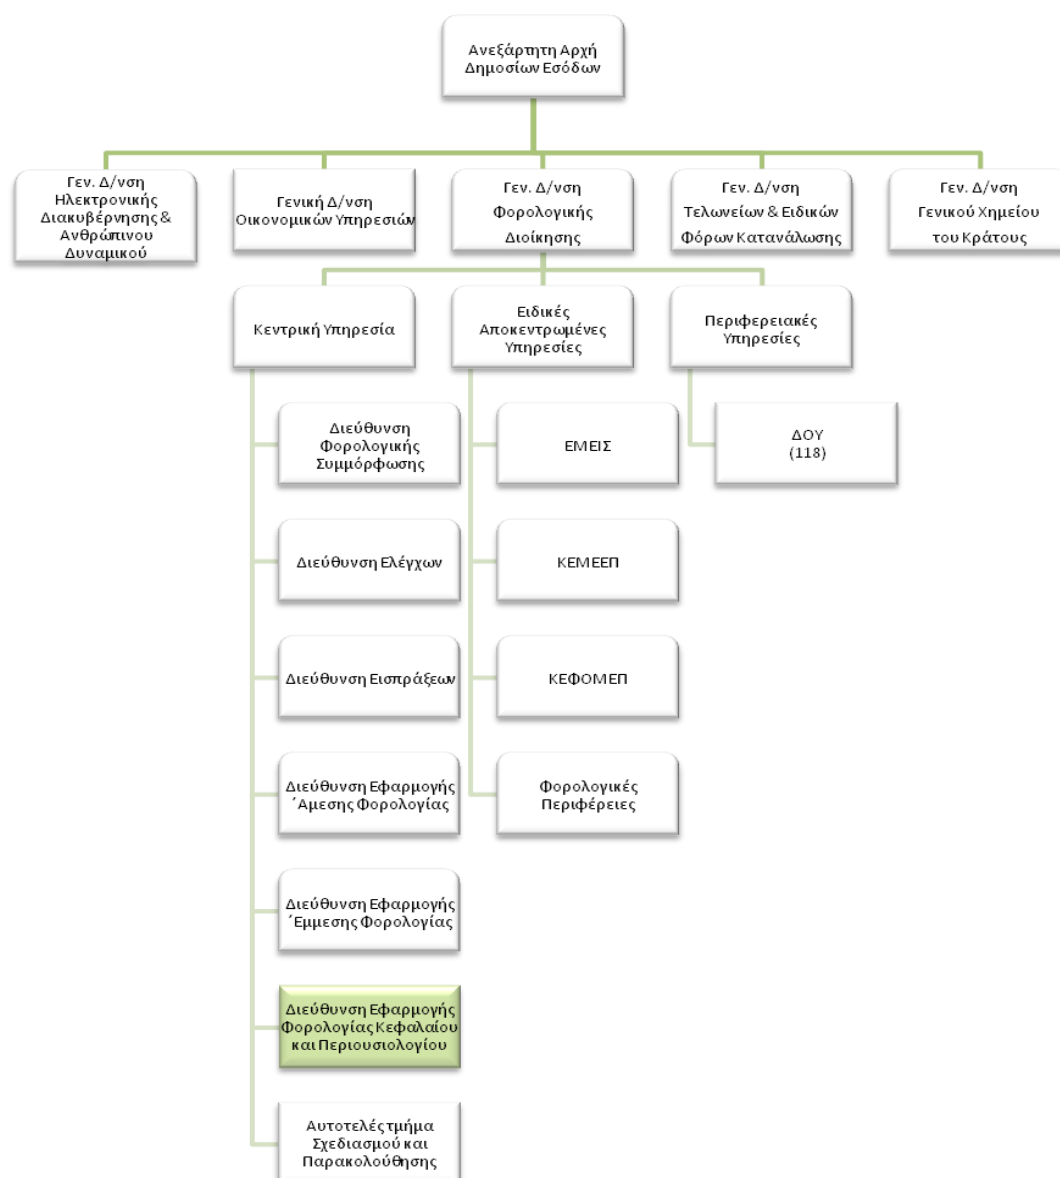 Ανεξάρτητη Αρχή
Δημοσίων Εσόδων
Γεν. Δ/νση
Ηλεκτρονικής
Διακυβέρνησης &
Ανθρώπινου
Δυναμικού
Γενική Δ/νση
Οικονομικών Υπηρεσιών
Γεν. Δ/νση
Φορολογικής
Διοίκησης
Γεν. Δ/νση
Τελωνείων & Ειδικών
Φόρων Κατανάλωσης
Γεν. Δ/νση
Γενικού Χημείου
του Κράτους
Κεντρική Υπηρεσία
Ειδικές
Αποκεντρωμένες
Υπηρεσίες
Περιφερειακές
Υπηρεσίες
Διεύθυνση
Φορολογικής
Συμμόρφωσης
Διεύθυνση Ελέγχων
Διεύθυνση Εισπράξεων
Διεύθυνση Εφαρμογής
΄Αμεσης Φορολογίας
Διεύθυνση Εφαρμογής
΄Εμμεσης Φορολογίας
Διεύθυνση Εφαρμογής
Φορολογίας Κεφαλαίου
και Περιουσιολογίου
Αυτοτελές τμήμα
Σχεδιασμού και
Παρακολούθησης
ΕΜΕΙΣ
ΚΕΜΕΕΠ
ΚΕΦΟΜΕΠ
Φορολογικές
Περιφέρειες
ΔΟΥ
(118)